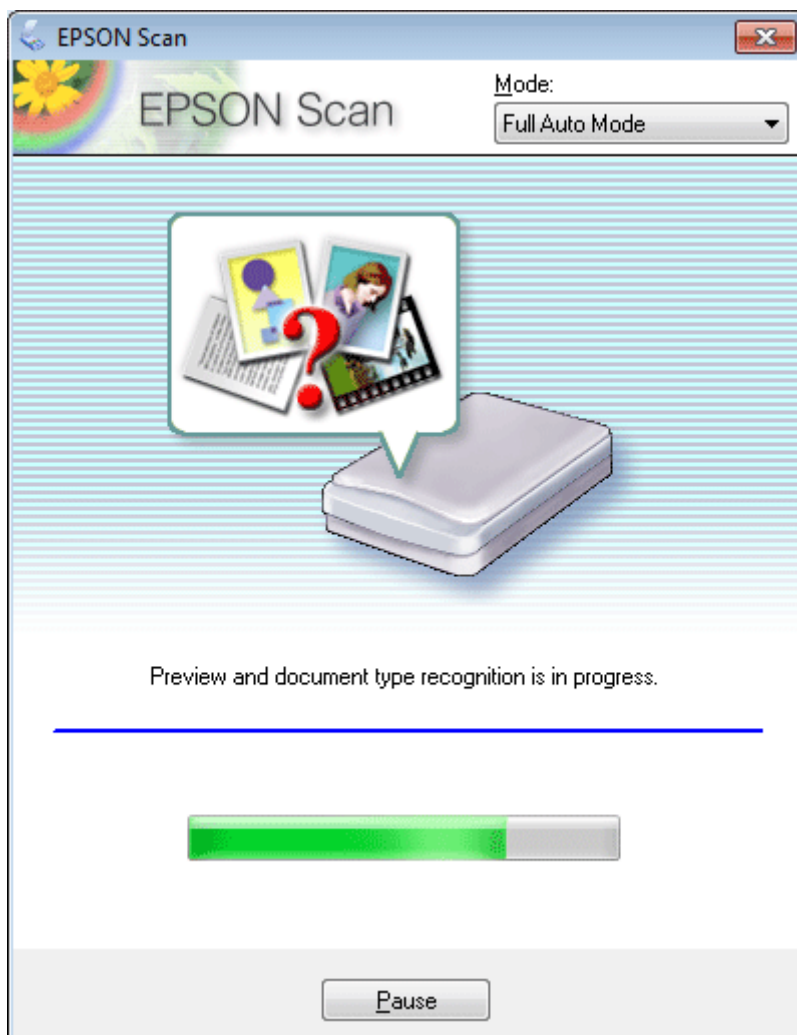 EPSON Scan
EPSON Scan
Mode:
Full Auto Mode
Preview and document type recognition is in progress.
Pause